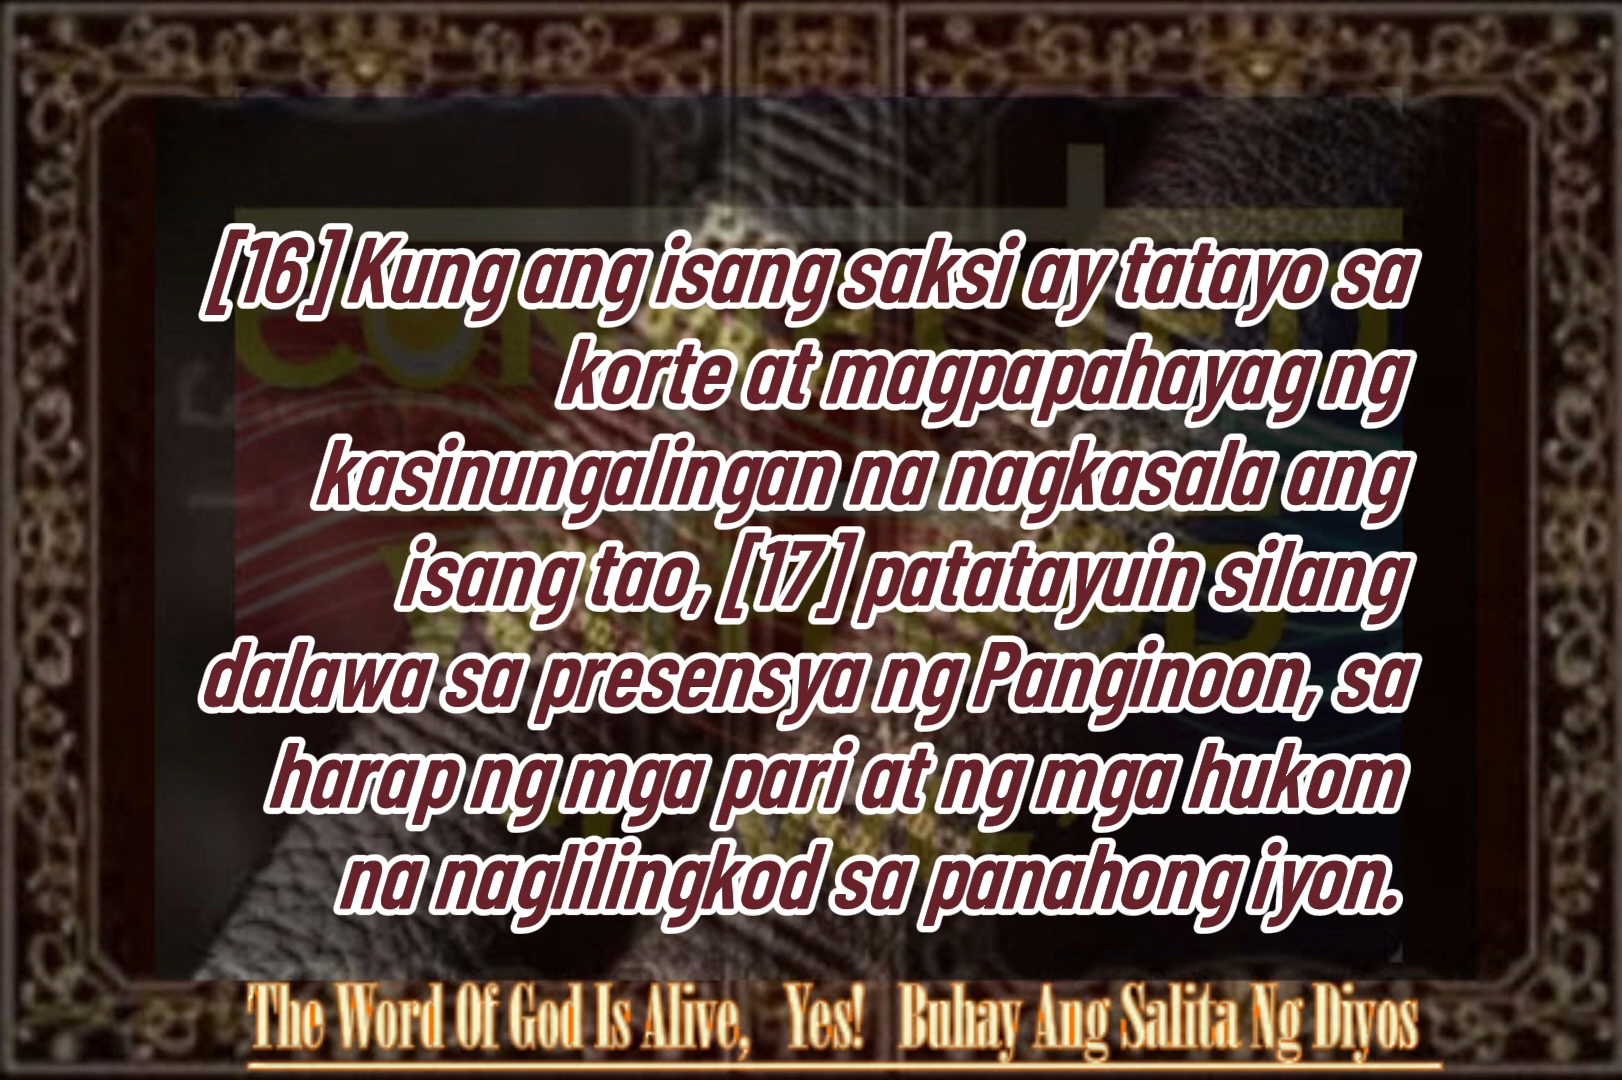 [16] Kung ang isang saksi ay tatayo sa
korte at magpapahayag ng
kasinungalingan na nagkasala ang
isang tao, [17] patatayuin silang
dalawa sa presensya ng Panginoon, sa
harap ng mga pari at ng mga hukom
na naglilingkod sa panahong iyon.
The Word Of God Is Alive, Yes! Buhay Ang Salita Ng Diyos